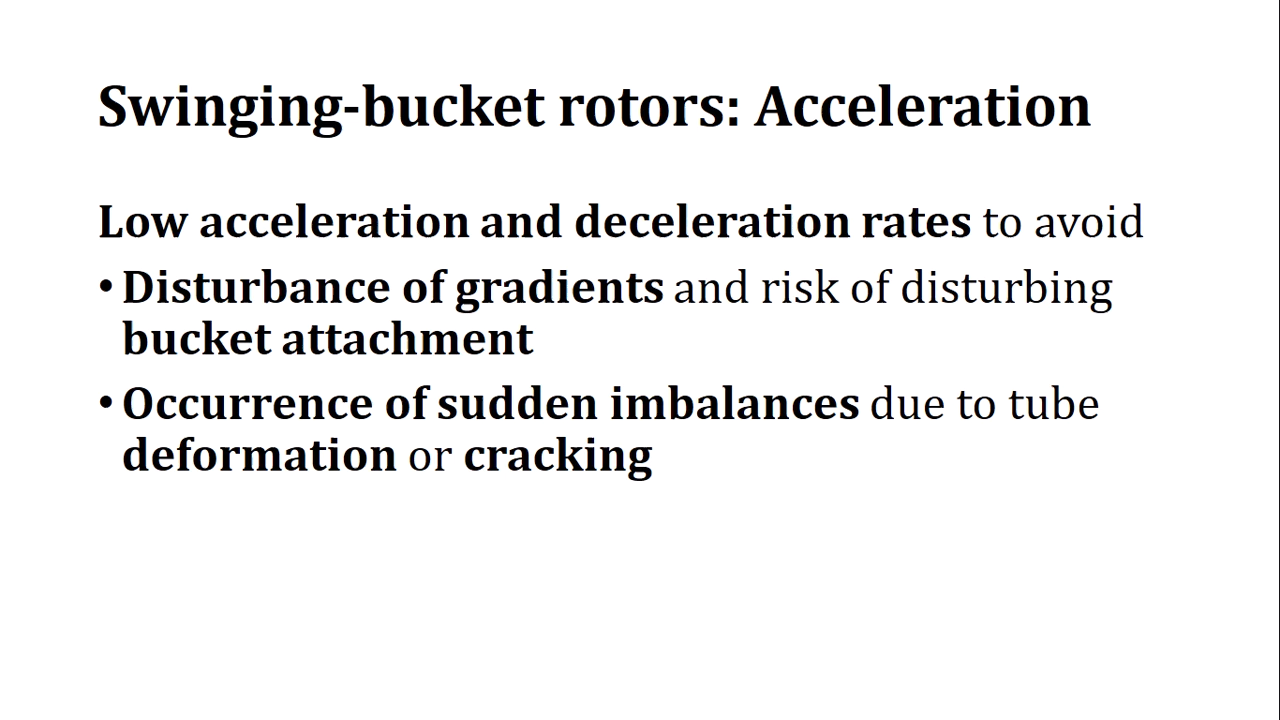 Swinging-bucket rotors: Acceleration
Low acceleration and deceleration rates to avoid
• Disturbance of gradients and risk of disturbing
bucket attachment
• Occurrence of sudden imbalances due to tube
deformation or cracking